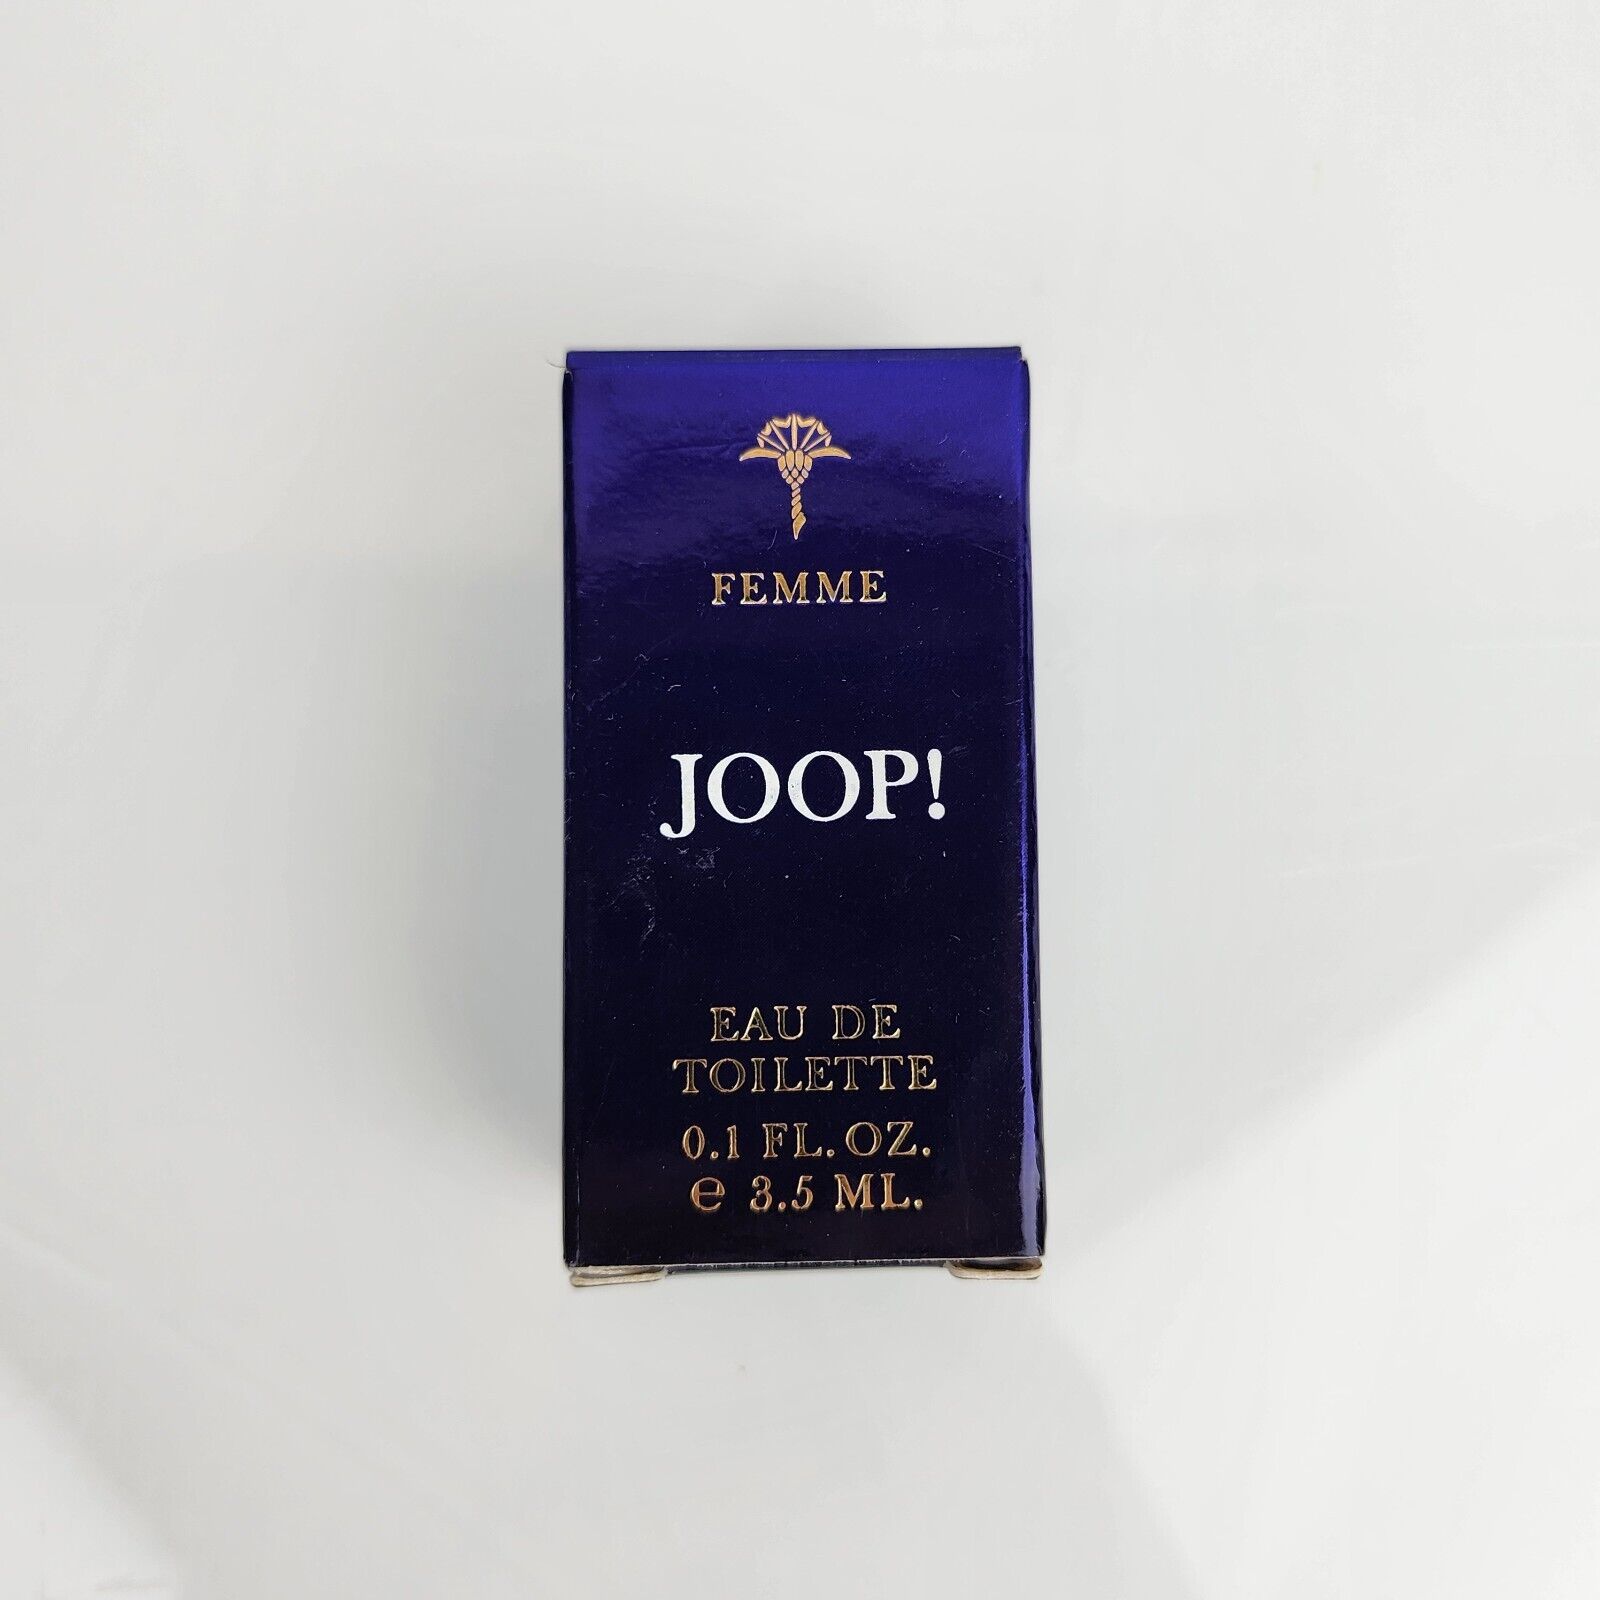 FEMME
JOOP!
EAU DE
TOILETTE
0.1 FL. OZ.
℮ 3.5 ML.